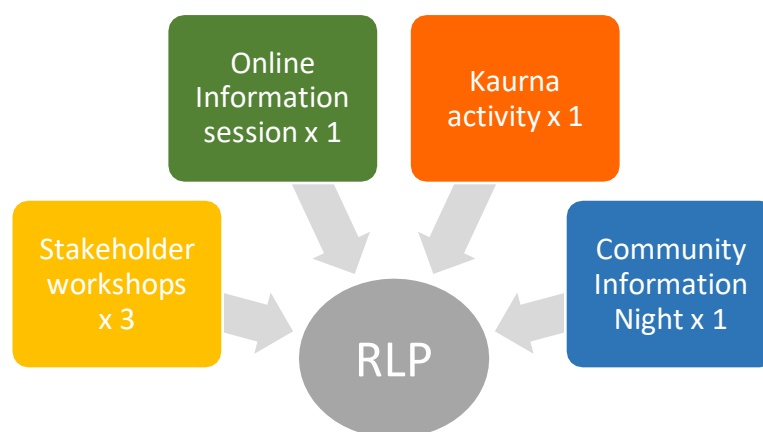 Online
Information
session x 1
Kaurna
activity x 1
Stakeholder
workshops
x 3
Community
Information
Night x 1
RLP